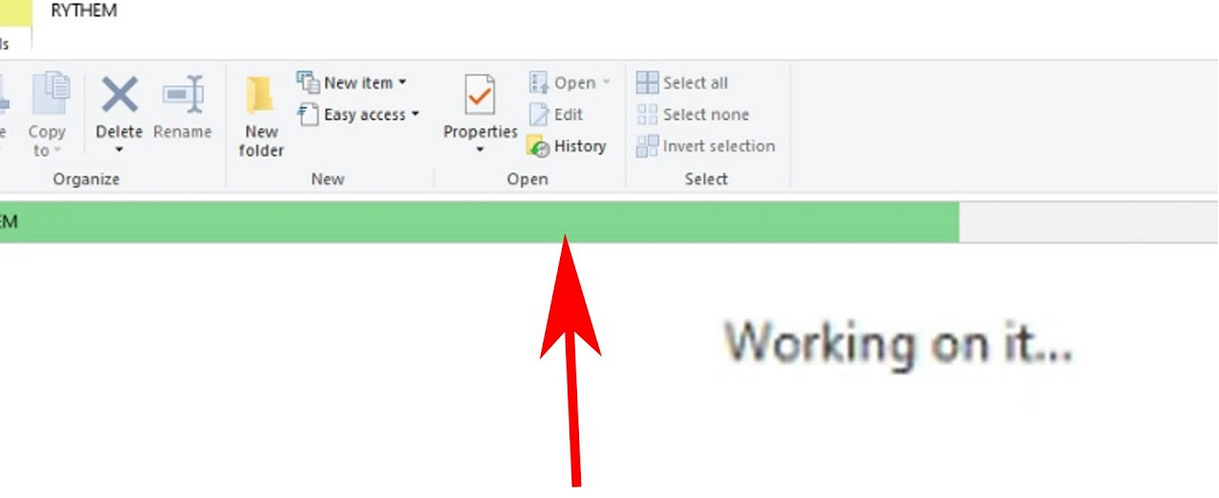 RYTHEM
ls
Copy to
Delete
Rename
Organize
New folder
New item
Easy access
New
Properties
Open
Edit
History
Open
Select all
Select none
Invert selection
Select
EM
Working on it...